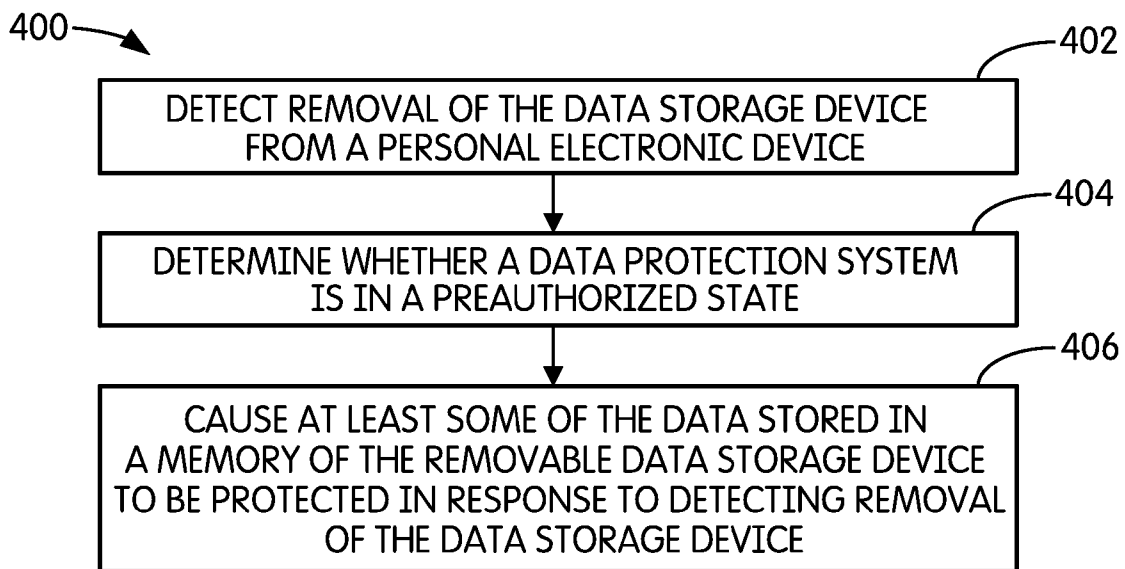 400
402
DETECT REMOVAL OF THE DATA STORAGE DEVICE
FROM A PERSONAL ELECTRONIC DEVICE
404
DETERMINE WHETHER A DATA PROTECTION SYSTEM
IS IN A PREAUTHORIZED STATE
406
CAUSE AT LEAST SOME OF THE DATA STORED IN
A MEMORY OF THE REMOVABLE DATA STORAGE DEVICE
TO BE PROTECTED IN RESPONSE TO DETECTING REMOVAL
OF THE DATA STORAGE DEVICE